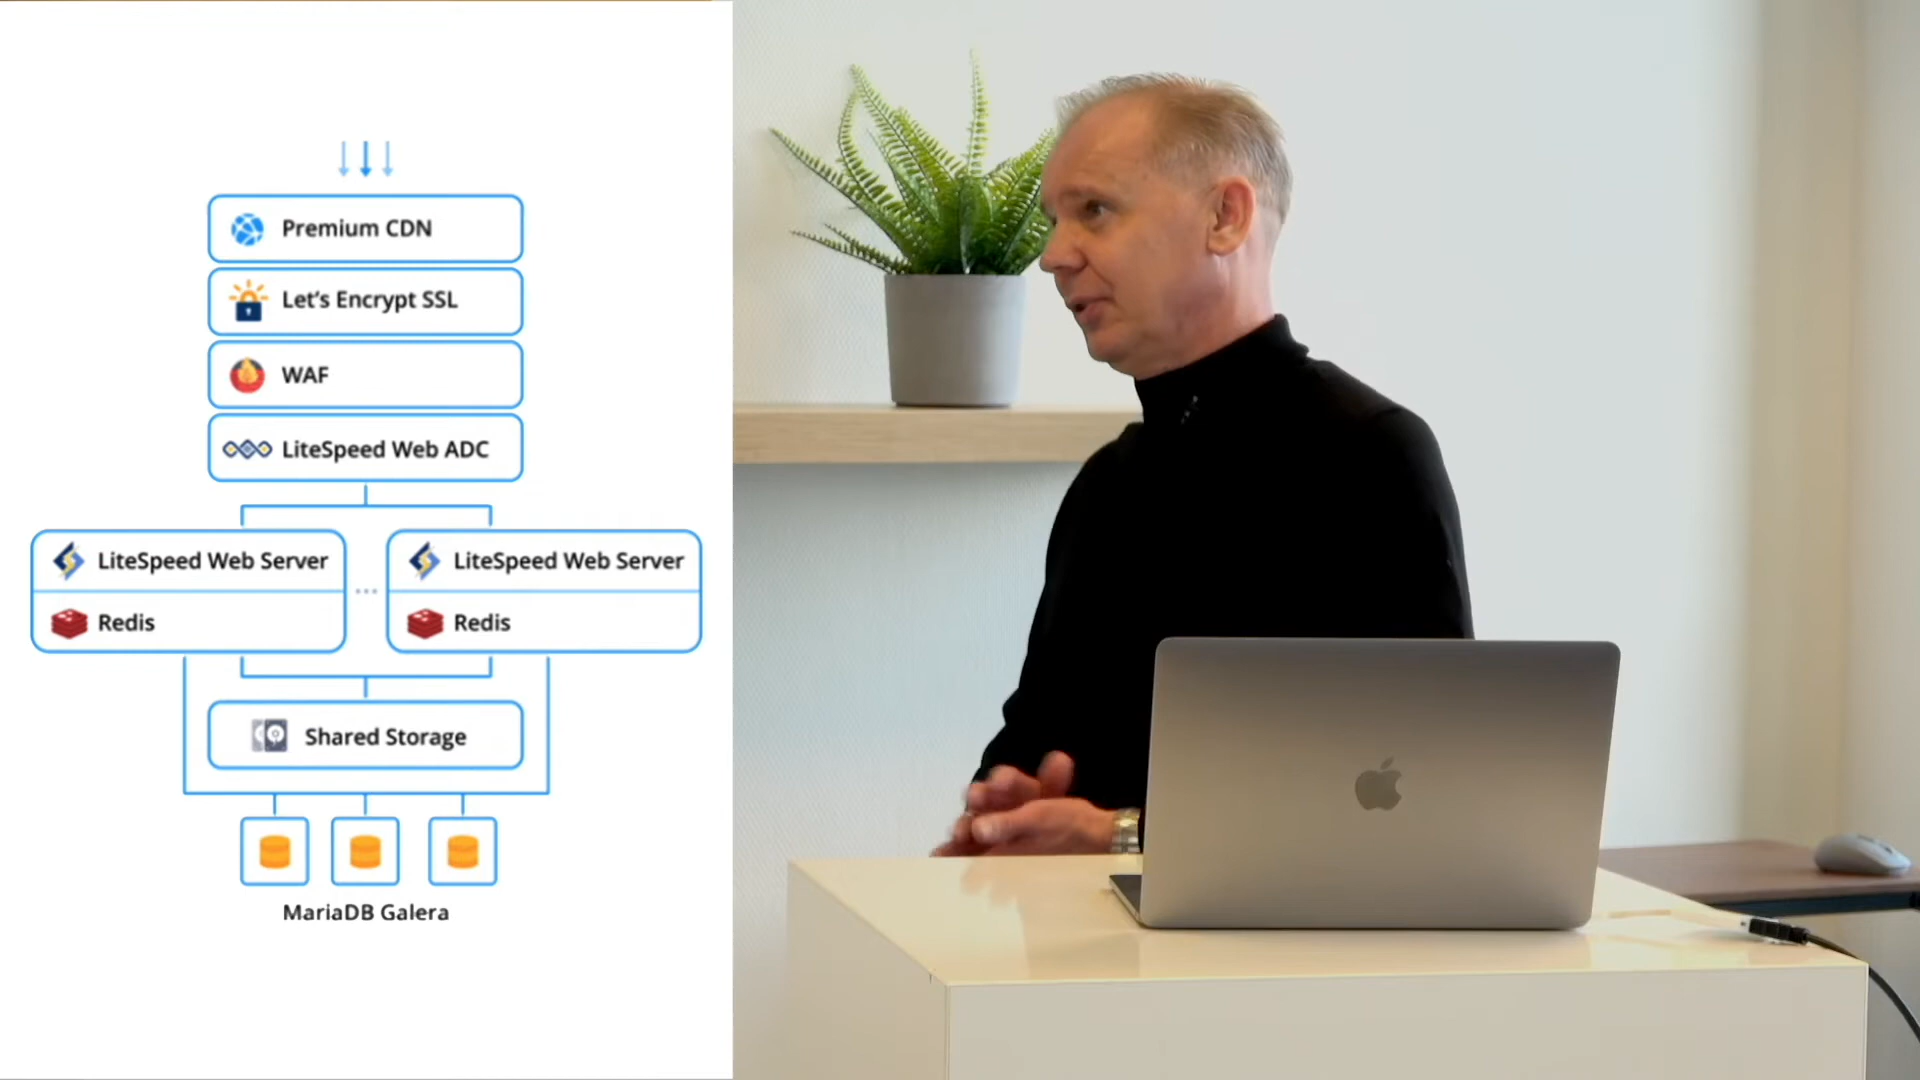 Premium CDN
Let's Encrypt SSL
WAF
LiteSpeed Web ADC
LiteSpeed Web Server
LiteSpeed Web Server
Redis
Redis
Shared Storage
MariaDB Galera